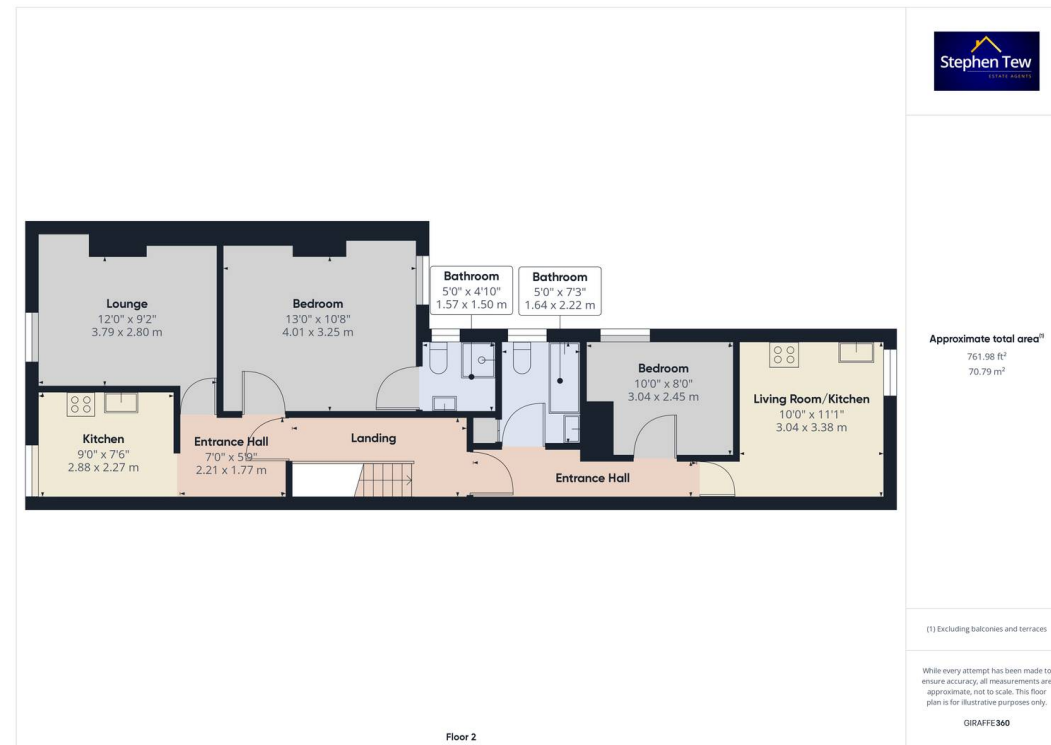 Stephen Tew
ESTATE AGENTS
Bathroom
5'0" x 4'10"
1.57 x 1.50 m
Bathroom
5'0" x 7'3"
1.64 x 2.22 m
Lounge
12'0" x 9'2"
3.79 x 2.80 m
Bedroom
13'0" x 10'8"
4.01 x 3.25 m
Bedroom
10'0" x 8'0"
3.04 x 2.45 m
Living Room/Kitchen
10'0" x 11'1"
3.04 x 3.38 m
Kitchen
9'0" x 7'6"
2.88 x 2.27 m
Entrance Hall
7'0" x 5'9"
2.21 x 1.77 m
Landing
Entrance Hall
Floor 2
Approximate total area(1)
761.98 ft²
70.79 m²
(1) Excluding balconies and terraces
While every attempt has been made to
ensure accuracy, all measurements are
approximate, not to scale. This floor
plan is for illustrative purposes only.
GIRAFFE360